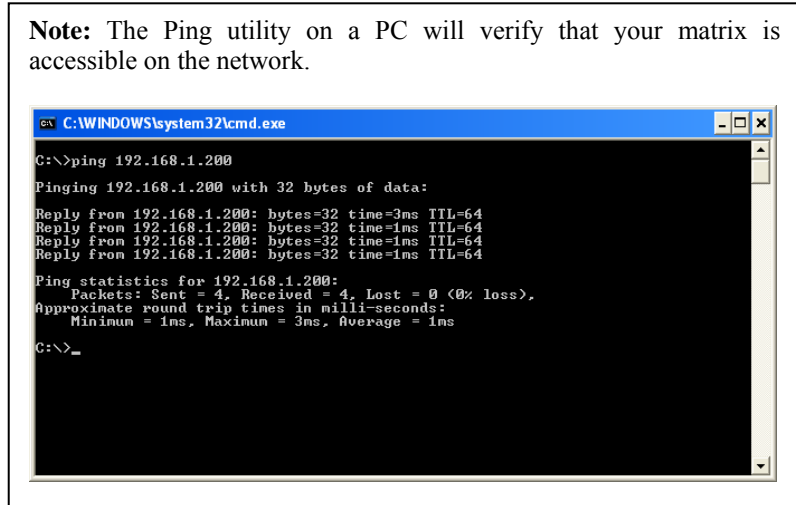 Note: The Ping utility on a PC will verify that your matrix is
accessible on the network.
C:\WINDOWS\system32\cmd.exe
C:\>ping 192.168.1.200
Pinging 192.168.1.200 with 32 bytes of data:
Reply from 192.168.1.200: bytes=32 time=3ms TTL=64
Reply from 192.168.1.200: bytes=32 time=1ms TTL=64
Reply from 192.168.1.200: bytes=32 time=1ms TTL=64
Reply from 192.168.1.200: bytes=32 time=1ms TTL=64
Ping statistics for 192.168.1.200:
Packets: Sent = 4, Received = 4, Lost = 0 (0% loss),
Approximate round trip times in milli-seconds:
Minimum = 1ms, Maximum = 3ms, Average = 1ms
C:\>_